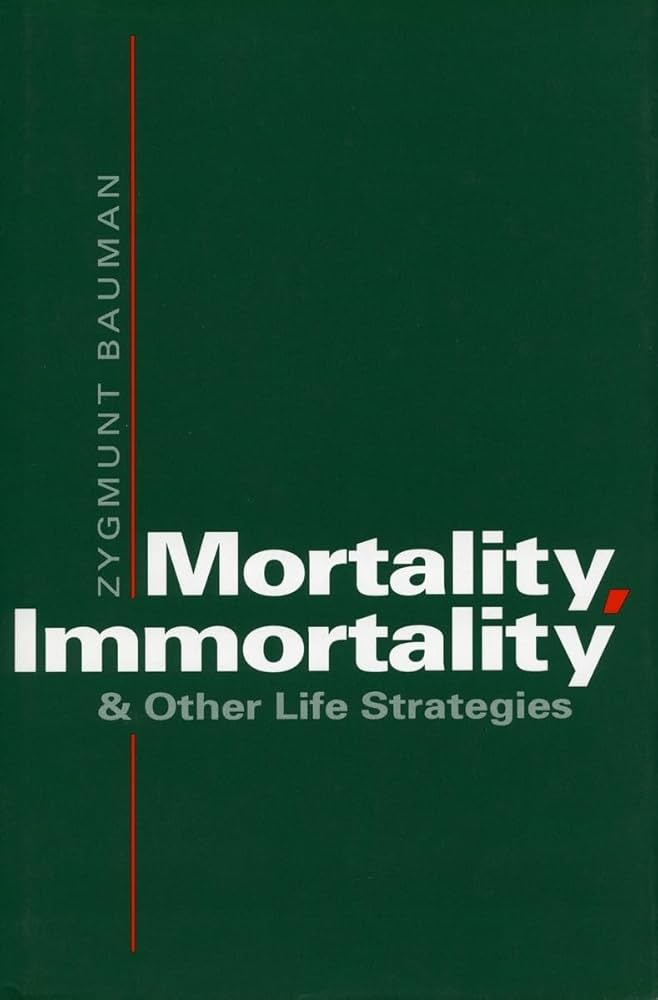 ZYGMUNT BAUMAN
Mortality,
Immortality
& Other Life Strategies